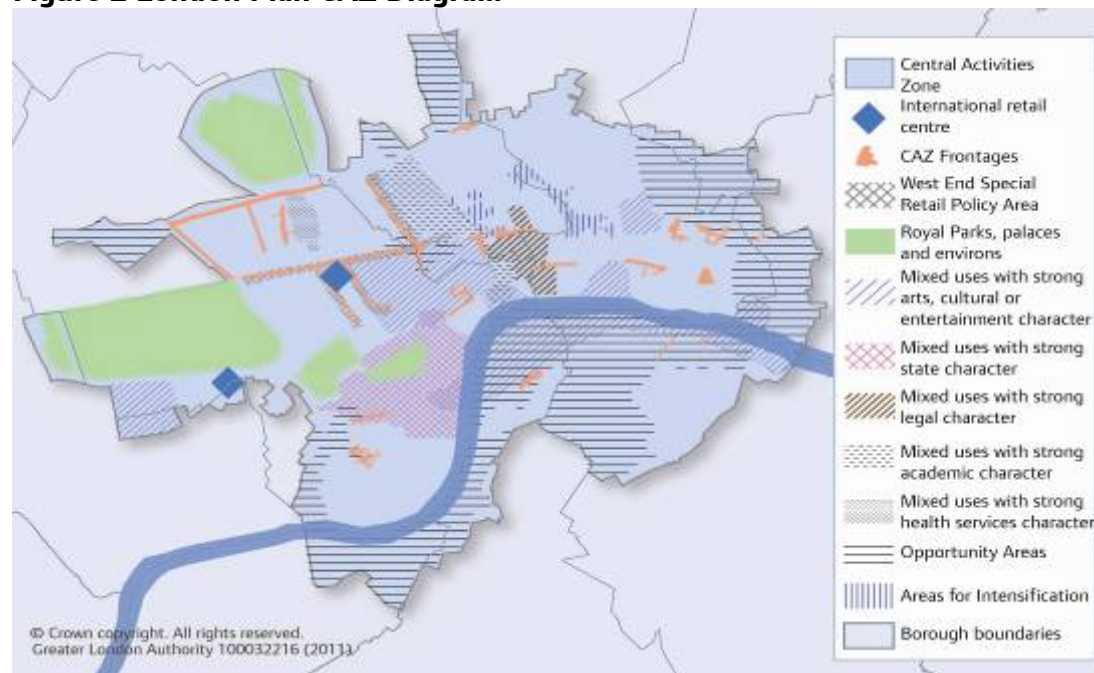 Figure 2 London Plan CAZ Diagram
Central Activities
Zone
International retail
centre
CAZ Frontages
West End Special
Retail Policy Area
Royal Parks, palaces
and environs
Mixed uses with strong
arts, cultural or
entertainment character
Mixed uses with strong
state character
Mixed uses with strong
legal character
Mixed uses with strong
academic character
Mixed uses with strong
health services character
Opportunity Areas
Areas for Intensification
Borough boundaries
© Crown copyright. All rights reserved.
Greater London Authority 100032216 (2011)